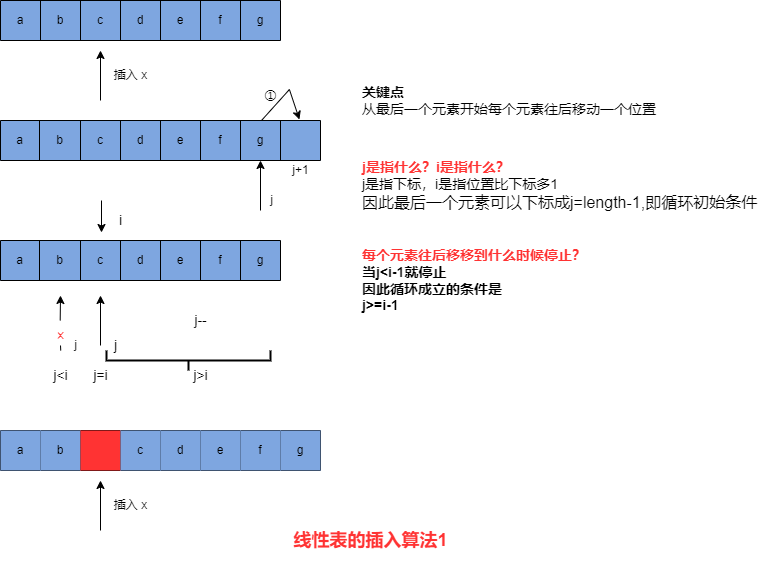 a b c d e f g
插入 x
①
关键点
从最后一个元素开始每个元素往后移动一个位置
a b c d e f g
j+1
j
j是指什么？i是指什么？
j是指下标，i是指位置比下标多1
因此最后一个元素可以下标成j=length-1,即循环初始条件
i
a b c d e f g
每个元素往后移移到什么时候停止？
当j<i-1就停止
因此循环成立的条件是
j>=i-1
j--
× j j
j<i j=i j>i
a b c d e f g
插入 x
线性表的插入算法1